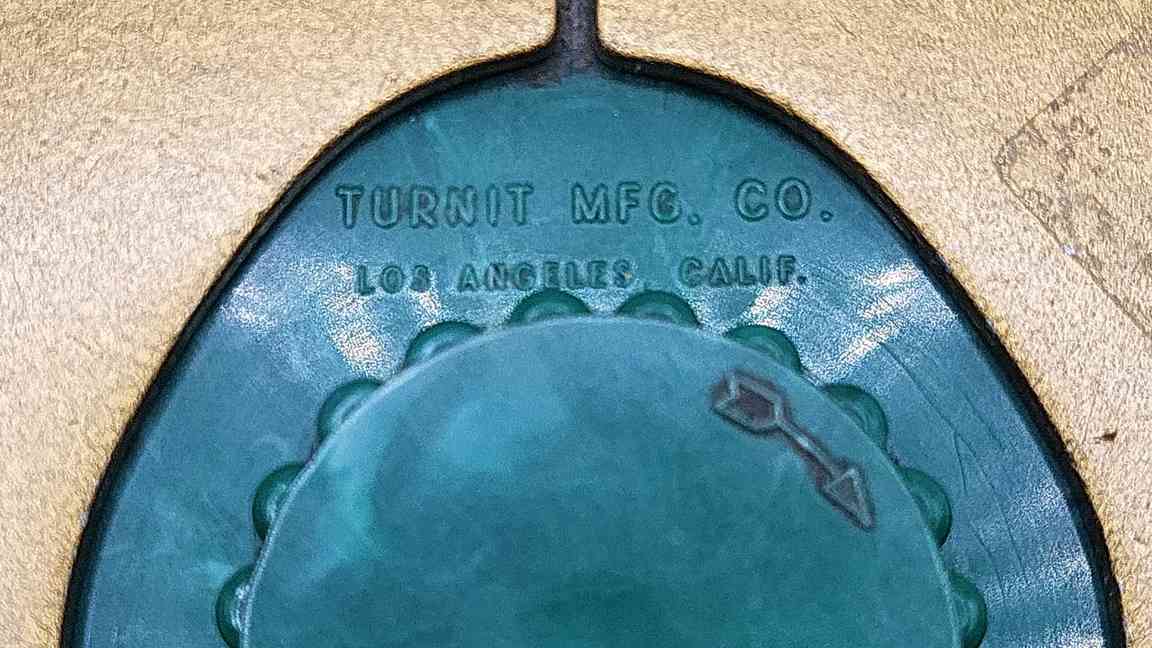 TURNIT MFG. CO.
LOS ANGELES, CALIF.